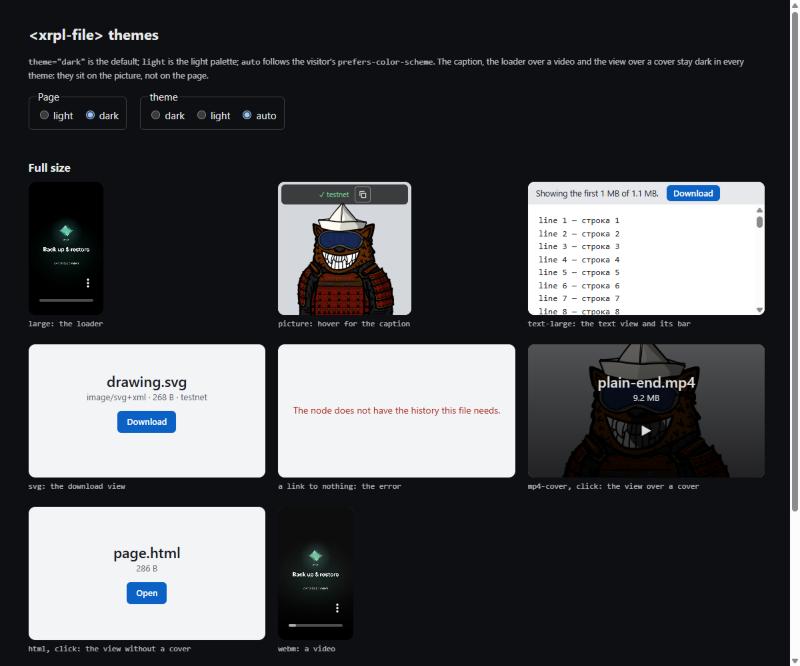 <xrpl-file> themes
theme="dark" is the default; light is the light palette; auto follows the visitor's prefers-color-scheme. The caption, the loader over a video and the view over a cover stay dark in every
theme: they sit on the picture, not on the page.
Page
light
dark
theme
dark
light
auto
Full size
Back up & restore
large: the loader
✓ testnet
picture: hover for the caption
Showing the first 1 MB of 1.1 MB.
Download
line 1 — строка 1
line 2 — строка 2
line 3 — строка 3
line 4 — строка 4
line 5 — строка 5
line 6 — строка 6
line 7 — строка 7
line 8 — строка 8
text-large: the text view and its bar
drawing.svg
image/svg+xml · 268 B · testnet
Download
svg: the download view
The node does not have the history this file needs.
a link to nothing: the error
plain-end.mp4
9.2 MB
mp4-cover, click: the view over a cover
page.html
286 B
Open
html, click: the view without a cover
Back up & restore
webm: a video